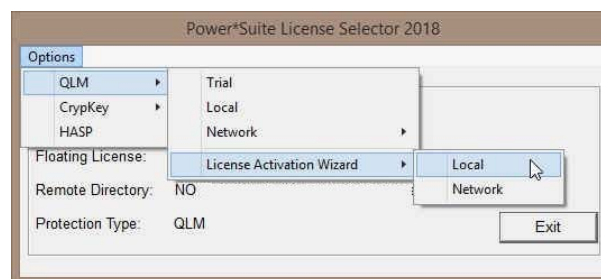 Power*Suite License Selector 2018
Options
QLM
CrypKey
HASP
Trial
Local
Network
License Activation Wizard
Local
Network
Floating License:
Remote Directory: NO
Protection Type: QLM
Exit